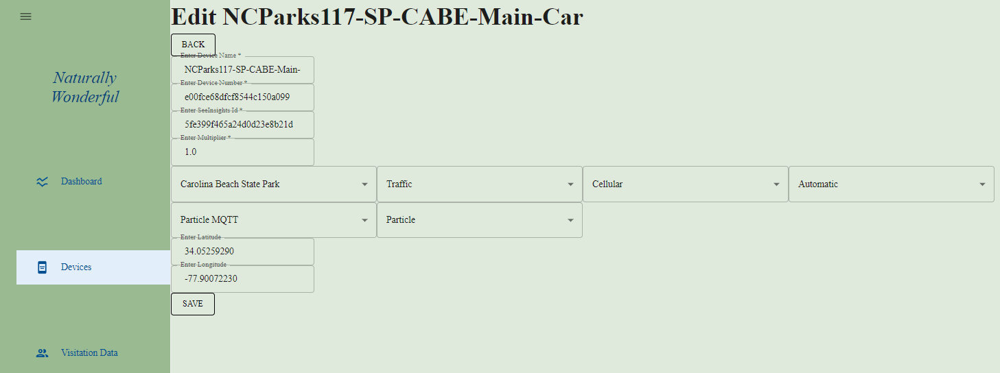 Edit NCParks117-SP-CABE-Main-Car
BACK
Naturally
Wonderful
Dashboard
Devices
Visitation Data
Enter Device Name *
NCParks117-SP-CABE-Main-
Enter Device Number *
e00fce68dfcf8544c150a099
Enter SeeInsights Id *
5fe399f465a24d0d23e8b21d
Enter Multiplier *
1.0
Carolina Beach State Park Traffic Cellular Automatic
Particle MQTT Particle
Enter Latitude
34.05259290
Enter Longitude
-77.90072230
SAVE